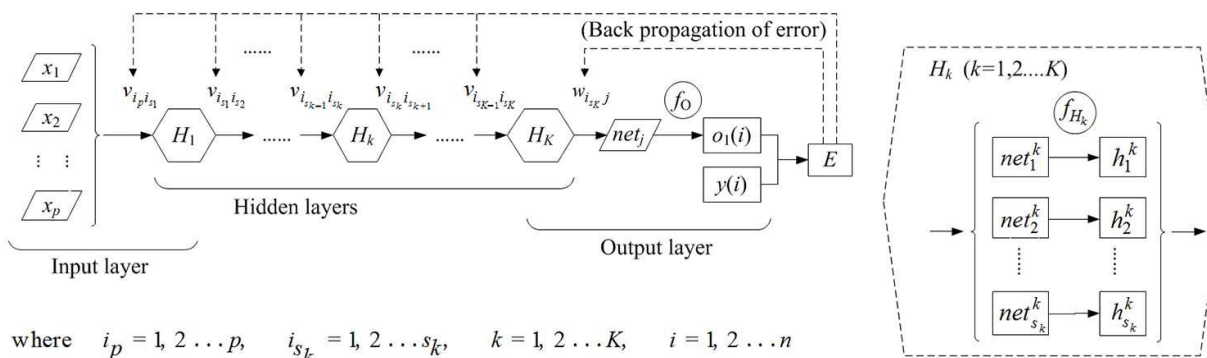 (Back propagation of error)
x_1
x_2
⋮ ⋮
x_p
...... ......
v_{i_p i_{s_1}} v_{i_{s_1} i_{s_2}} v_{i_{s_{k-1}} i_{s_k}} v_{i_{s_k} i_{s_{k+1}}} v_{i_{s_{K-1}} i_{s_K}} w_{i_{s_K} j}
H_1 ...... H_k ...... H_K net_j f_O o_1(i) E
y(i)
Hidden layers
Input layer
Output layer
H_k (k=1,2....K)
f_{H_k}
net_1^k h_1^k
net_2^k h_2^k
⋮ ⋮
net_{s_k}^k h_{s_k}^k
where i_p = 1, 2 ... p, i_{s_k} = 1, 2 ... s_k, k = 1, 2 ... K, i = 1, 2 ... n